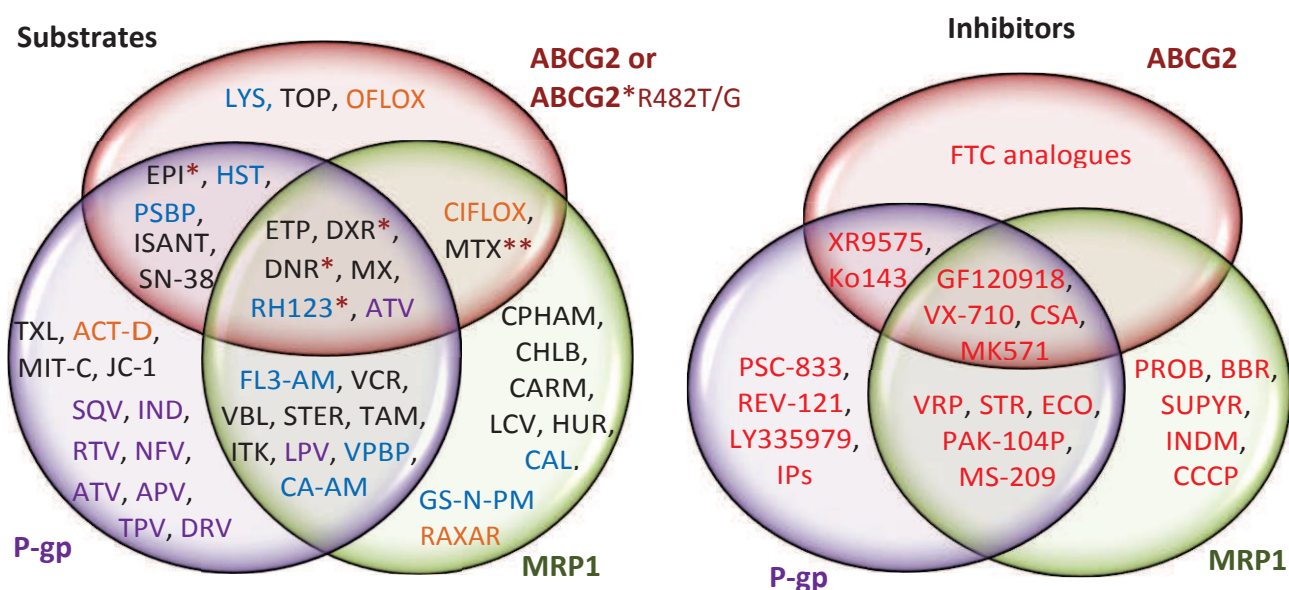 Substrates
ABCG2 or
ABCG2*R482T/G
LYS, TOP, OFLOX
EPI*, HST,
PSBP,
ISANT,
SN-38
ETP, DXR*,
DNR*, MX,
RH123*, ATV
CIFLOX,
MTX**
TXL, ACT-D,
MIT-C, JC-1
SQV, IND,
RTV, NFV,
ATV, APV,
TPV, DRV
FL3-AM, VCR,
VBL, STER, TAM,
ITK, LPV, VPBP,
CA-AM
CPHAM,
CHLB,
CARM,
LCV, HUR,
CAL,
GS-N-PM
RAXAR
P-gp
MRP1
Inhibitors
ABCG2
FTC analogues
XR9575,
Ko143
GF120918,
VX-710, CSA,
MK571
PSC-833,
REV-121,
LY335979,
IPs
VRP, STR, ECO,
PAK-104P,
MS-209
PROB, BBR,
SUPYR,
INDM,
CCCP
P-gp
MRP1